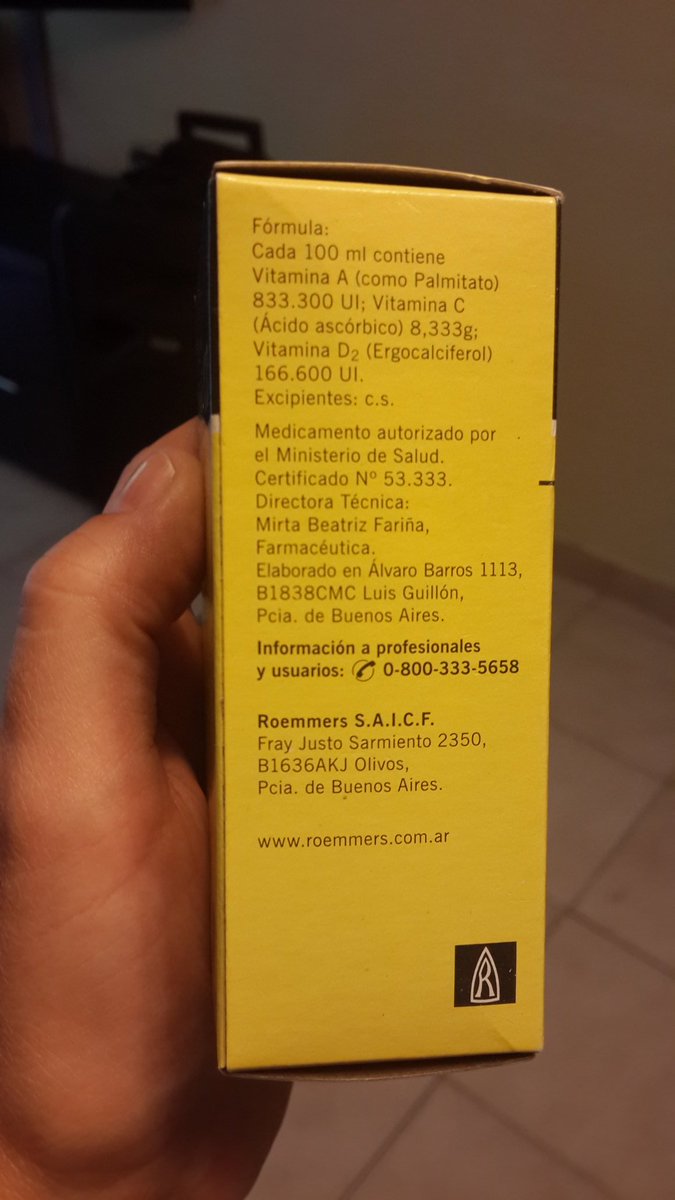 Fórmula:
Cada 100 ml contiene
Vitamina A (como Palmitato)
833.300 UI; Vitamina C
(Ácido ascórbico) 8,333g;
Vitamina D₂ (Ergocalciferol)
166.600 UI.
Excipientes: c.s.
Medicamento autorizado por
el Ministerio de Salud.
Certificado Nº 53.333.
Directora Técnica:
Mirta Beatriz Fariña,
Farmacéutica.
Elaborado en Álvaro Barros 1113,
B1838CMC Luis Guillón,
Pcia. de Buenos Aires.
Información a profesionales
y usuarios: 0-800-333-5658
Roemmers S.A.I.C.F.
Fray Justo Sarmiento 2350,
B1636AKJ Olivos,
Pcia. de Buenos Aires.
www.roemmers.com.ar
R